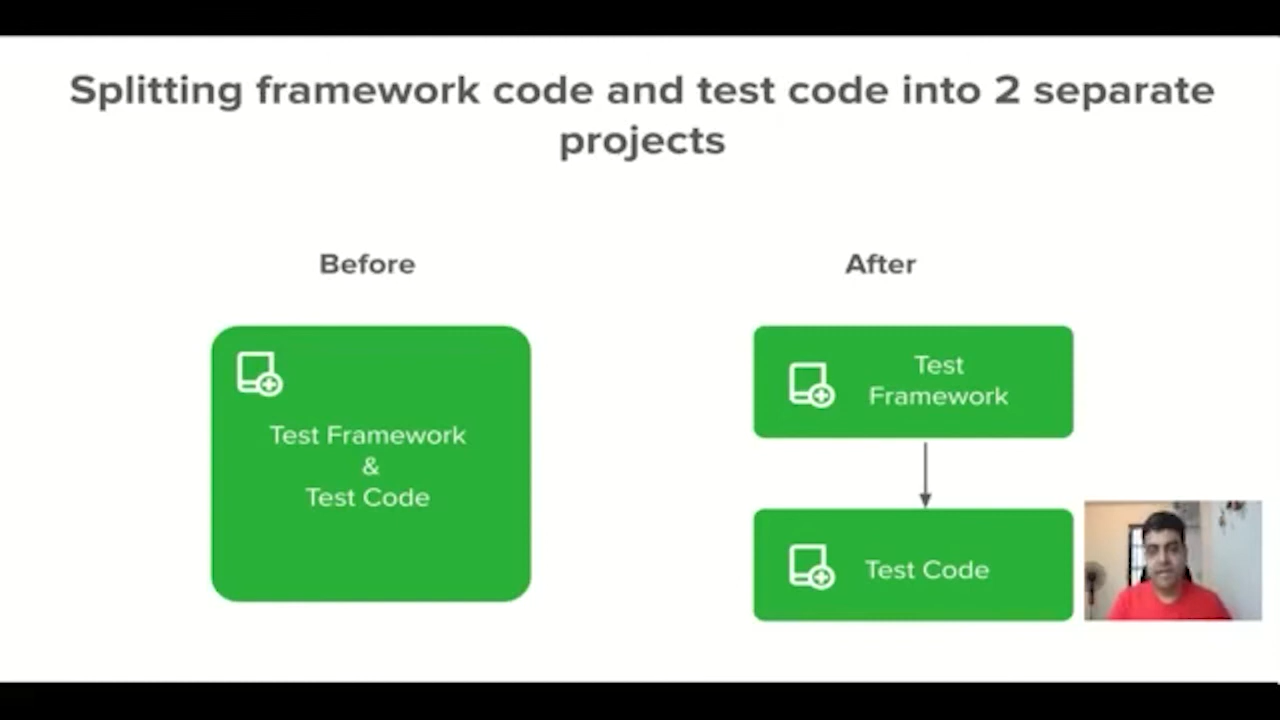 Splitting framework code and test code into 2 separate
projects
Before
After
Test Framework
&
Test Code
Test
Framework
Test Code